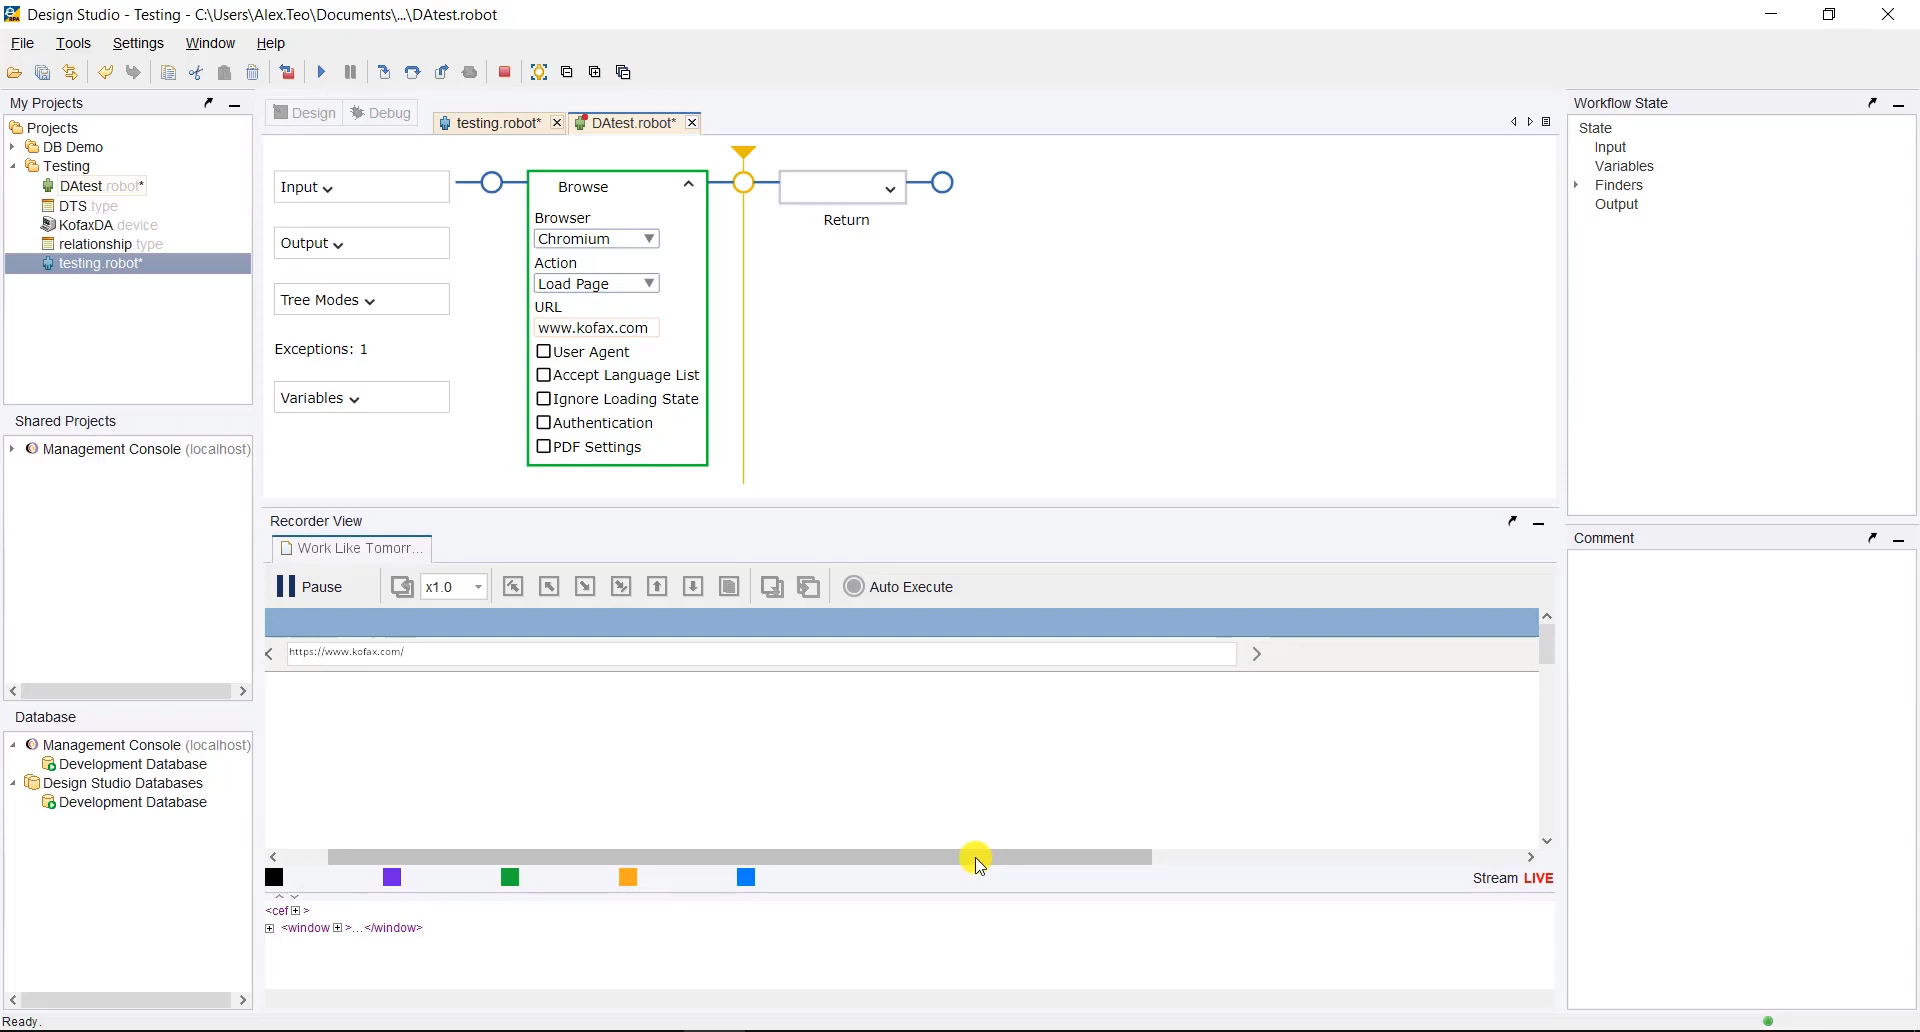 Design Studio - Testing - C:\Users\Alex.Teo\Documents\...\DAtest.robot
File Tools Settings Window Help
My Projects
Projects
DB Demo
Testing
DAtest.robot*
DTS.type
KofaxDA.device
relationship.type
testing.robot*
Shared Projects
Management Console (localhost)
Database
Management Console (localhost)
Development Database
Design Studio Databases
Development Database
Ready.
Design Debug
testing.robot* DAtest.robot*
Input
Output
Tree Modes
Exceptions: 1
Variables
Browse
Browser
Chromium
Action
Load Page
URL
www.kofax.com
User Agent
Accept Language List
Ignore Loading State
Authentication
PDF Settings
Return
Recorder View
Work Like Tomorr...
Pause x1.0 Auto Execute
https://www.kofax.com/
Stream LIVE
<cef>
<window>...</window>
Workflow State
State
Input
Variables
Finders
Output
Comment